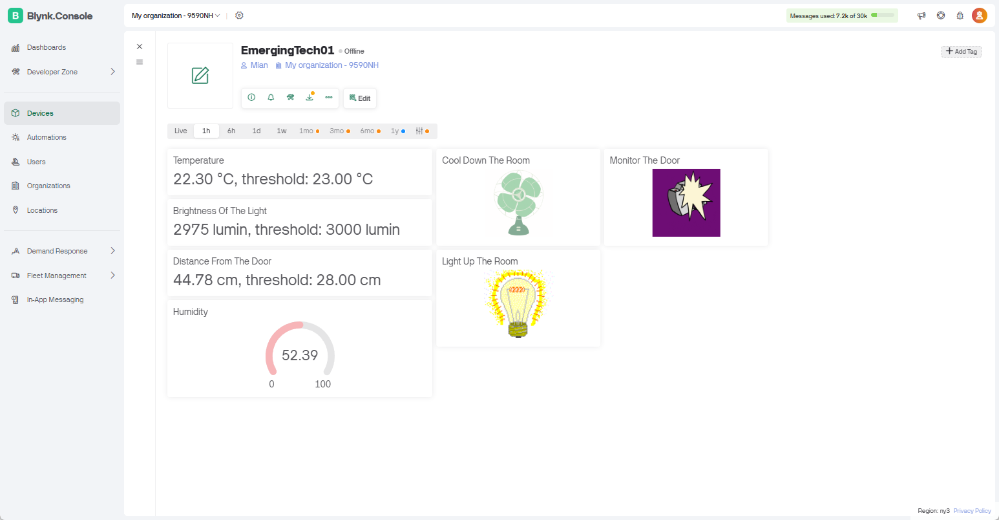 B Blynk.Console
My organization - 9590NH
Messages used: 7.2k of 30k
Dashboards
Developer Zone
Devices
Automations
Users
Organizations
Locations
Demand Response
Fleet Management
In-App Messaging
EmergingTech01 Offline
Mian My organization - 9590NH
Add Tag
Edit
Live 1h 6h 1d 1w 1mo 3mo 6mo 1y
Temperature
22.30 °C, threshold: 23.00 °C
Brightness Of The Light
2975 lumin, threshold: 3000 lumin
Distance From The Door
44.78 cm, threshold: 28.00 cm
Humidity
52.39
0 100
Cool Down The Room
Monitor The Door
Light Up The Room
Region: ny3 Privacy Policy